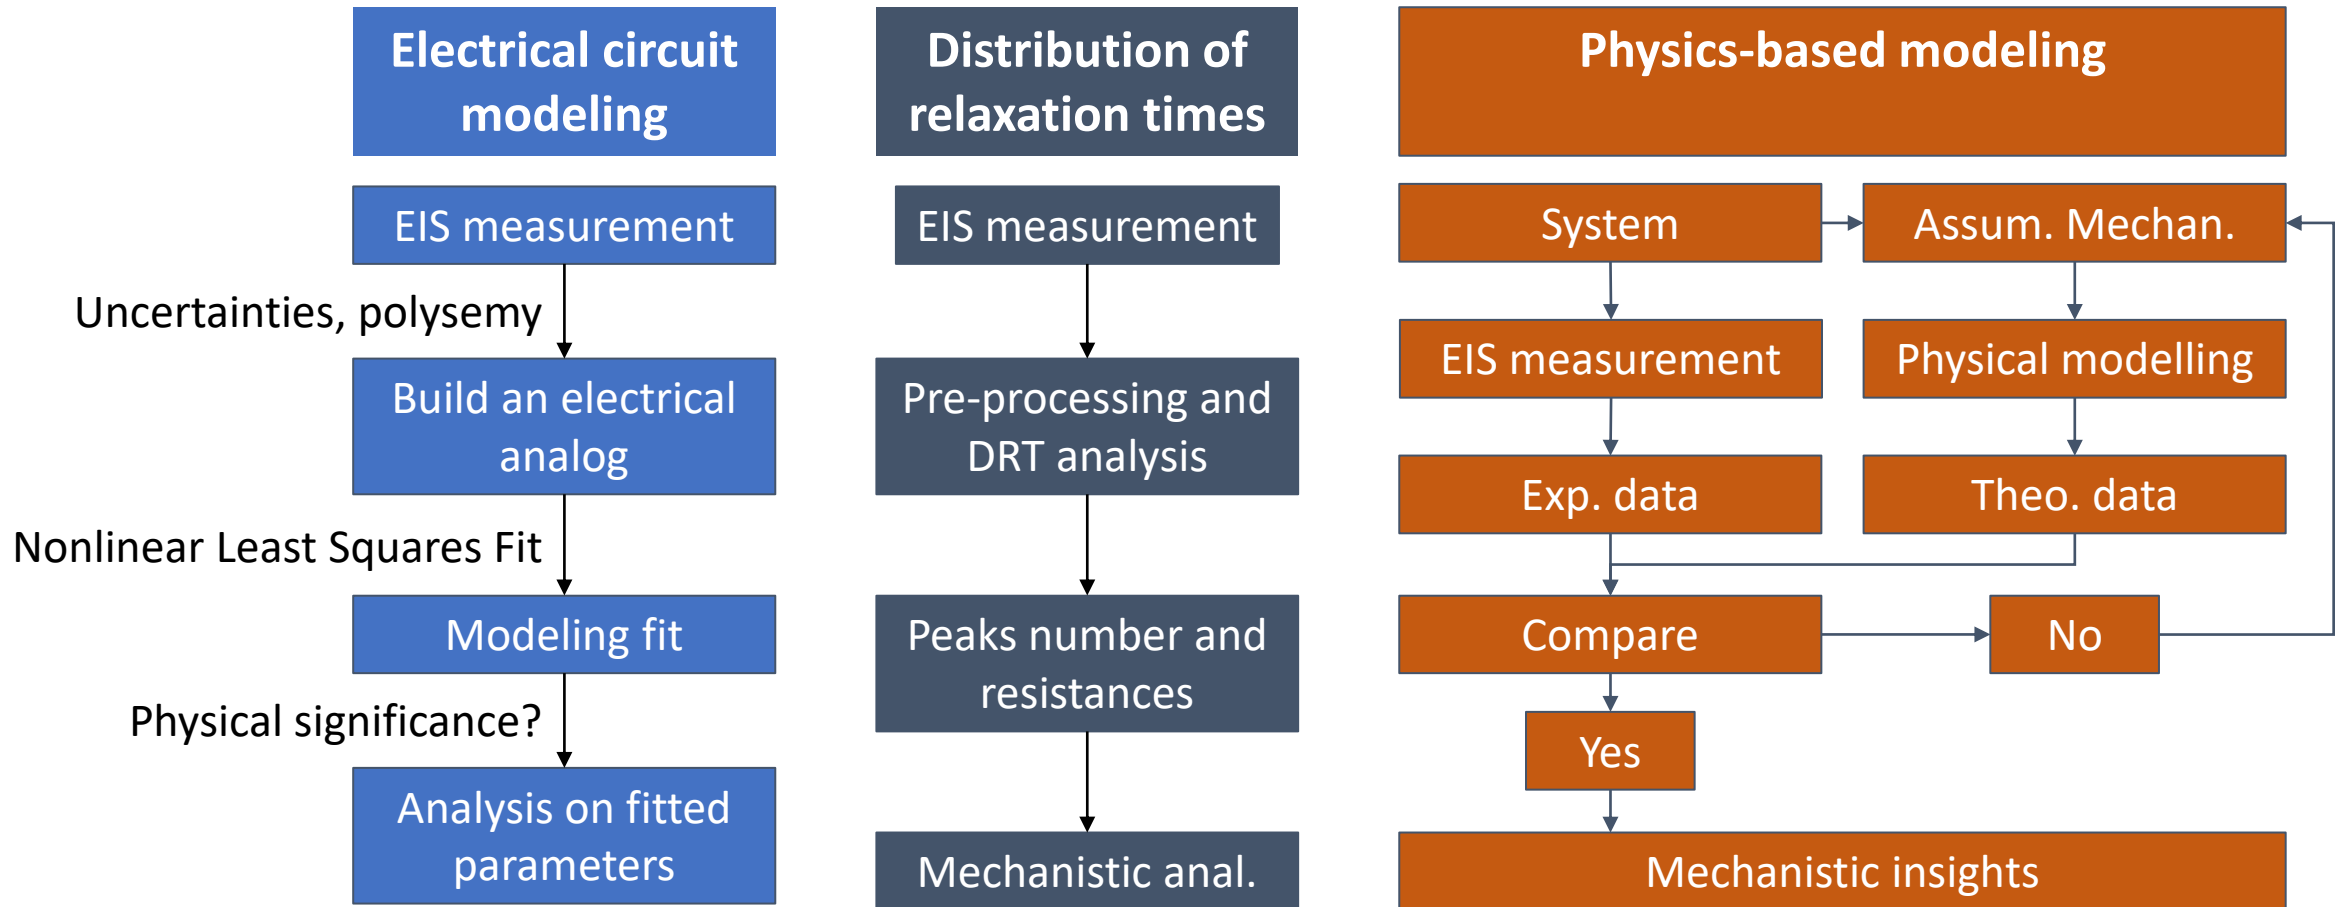 Electrical circuit
modeling
EIS measurement
Uncertainties, polysemy
Build an electrical
analog
Nonlinear Least Squares Fit
Modeling fit
Physical significance?
Analysis on fitted
parameters
Distribution of
relaxation times
EIS measurement
Pre-processing and
DRT analysis
Peaks number and
resistances
Mechanistic anal.
Physics-based modeling
System
Assum. Mechan.
EIS measurement
Physical modelling
Exp. data
Theo. data
Compare
No
Yes
Mechanistic insights